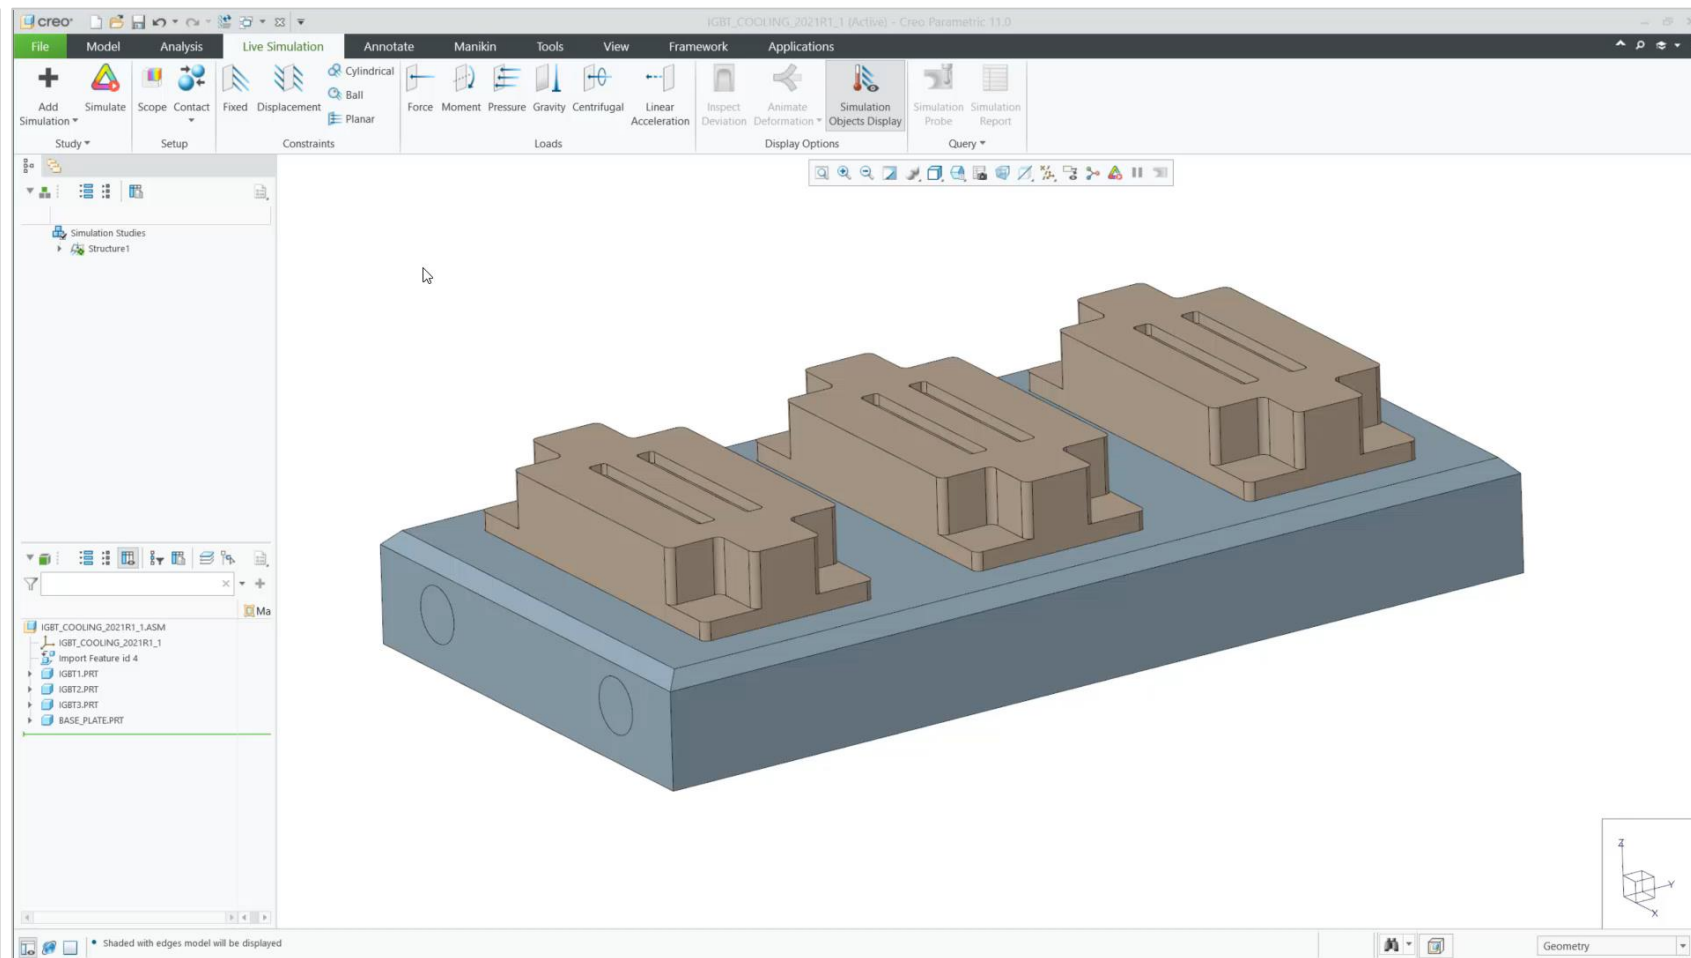 creo
IGBT_COOLING_2021R1_1 (Active) - Creo Parametric 11.0
File Model Analysis Live Simulation Annotate Manikin Tools View Framework Applications
Add Simulation
Simulate
Scope
Contact
Fixed
Displacement
Cylindrical
Ball
Planar
Force
Moment
Pressure
Gravity
Centrifugal
Linear Acceleration
Inspect Deviation
Animate Deformation
Simulation Objects Display
Simulation Probe
Simulation Report
Study Setup Constraints Loads Display Options Query
Simulation Studies
Structure1
Ma
IGBT_COOLING_2021R1_1.ASM
IGBT_COOLING_2021R1_1
Import Feature id 4
IGBT1.PRT
IGBT2.PRT
IGBT3.PRT
BASE_PLATE.PRT
Z
Y
X
Shaded with edges model will be displayed
Geometry